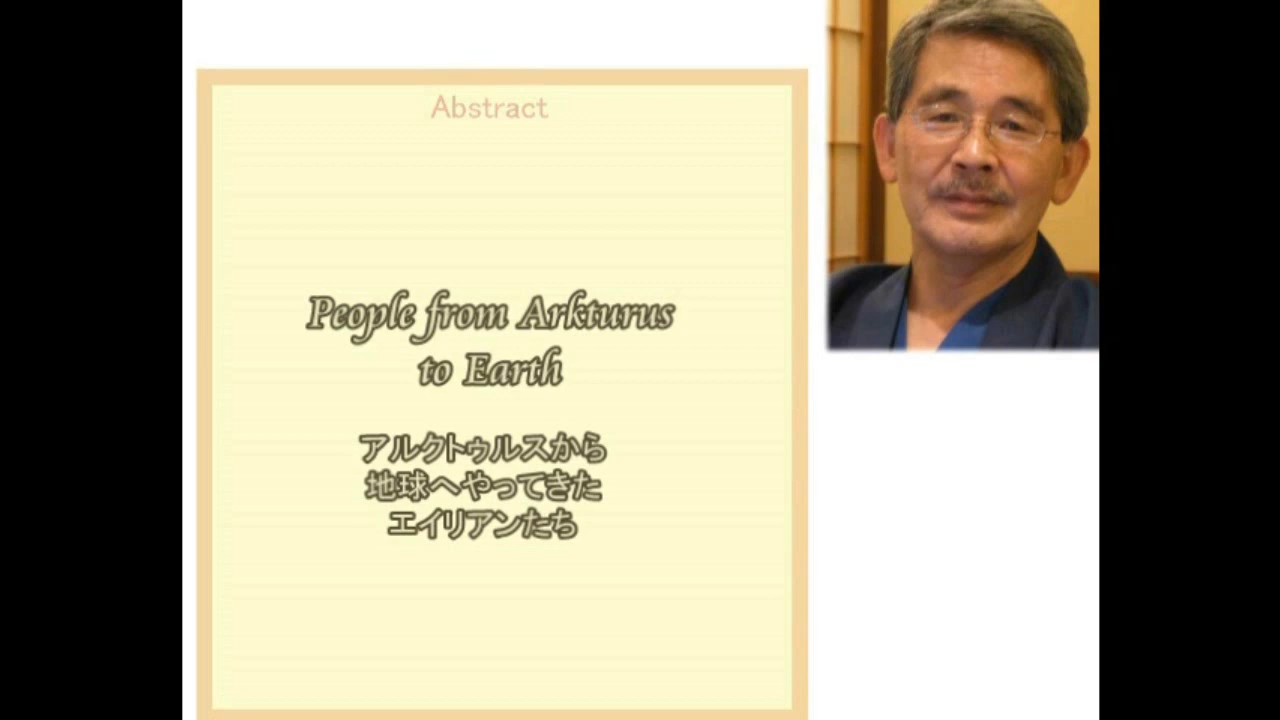 Abstract
People from Arkturus
to Earth
アルクトゥルスから
地球へやってきた
エイリアンたち